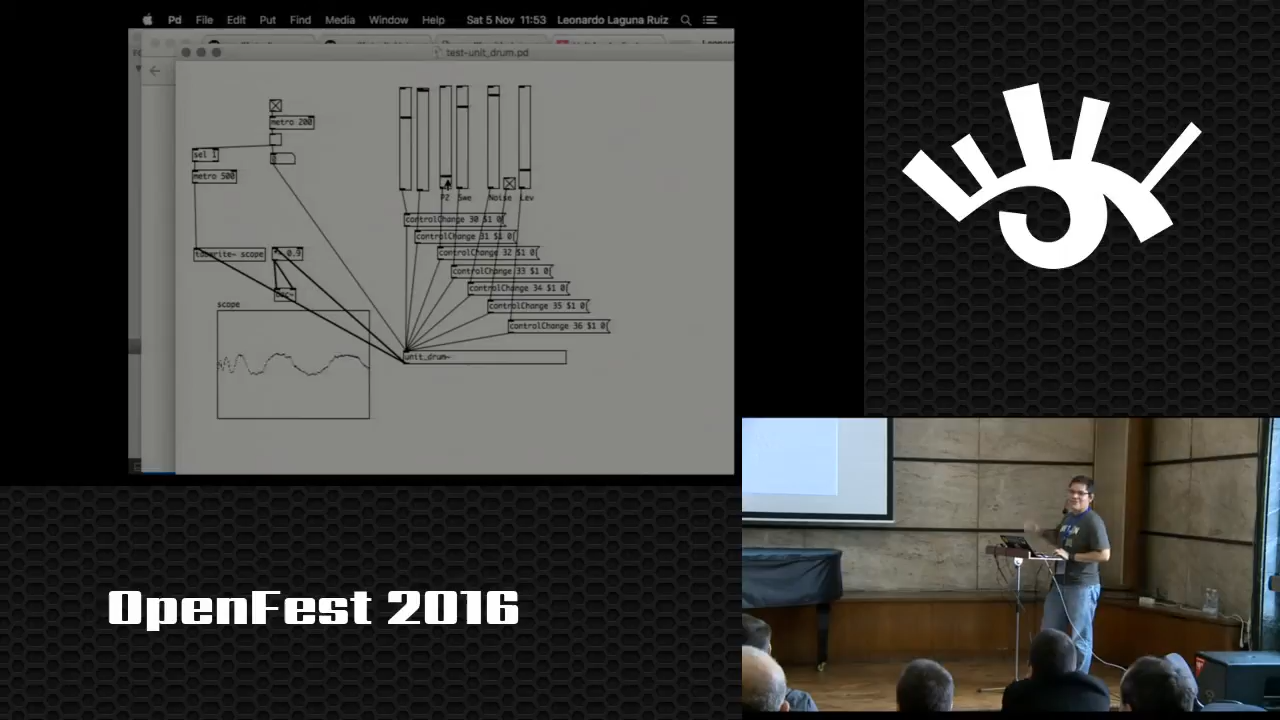 Pd File Edit Put Find Media Window Help Sat 5 Nov 11:53 Leonardo Laguna Ruiz
test-unit_drum.pd
metro 200
sel 1
metro 500
P2 Swe Noise Lev
controlChange 30 $1 0
controlChange 31 $1 0
controlChange 32 $1 0
controlChange 33 $1 0
controlChange 34 $1 0
controlChange 35 $1 0
controlChange 36 $1 0
tabwrite~ scope
*~ 0.9
scope
unit_drum~
OpenFest 2016